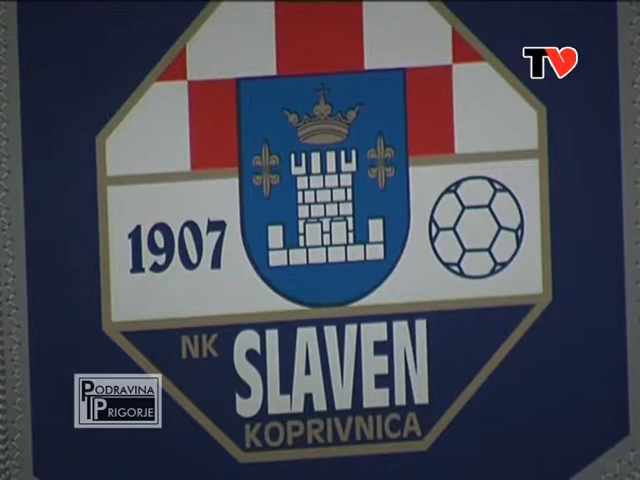 TV
1907
NK SLAVEN
KOPRIVNICA
PODRAVINA
I PRIGORJE